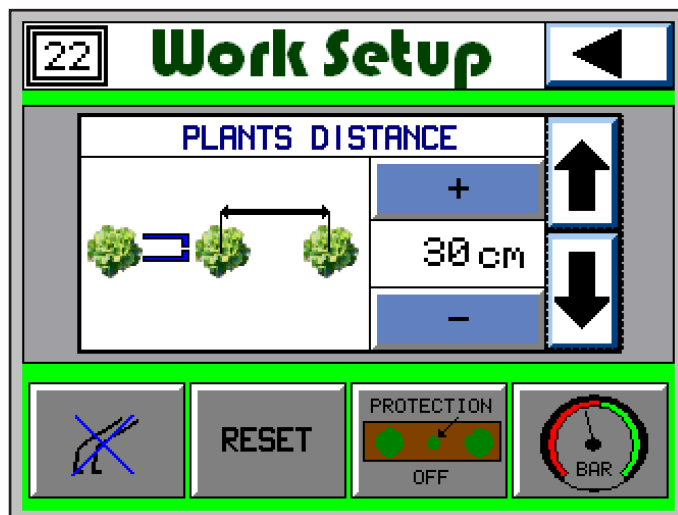 22
Work Setup
PLANTS DISTANCE
+
30 cm
-
RESET
PROTECTION
OFF
BAR